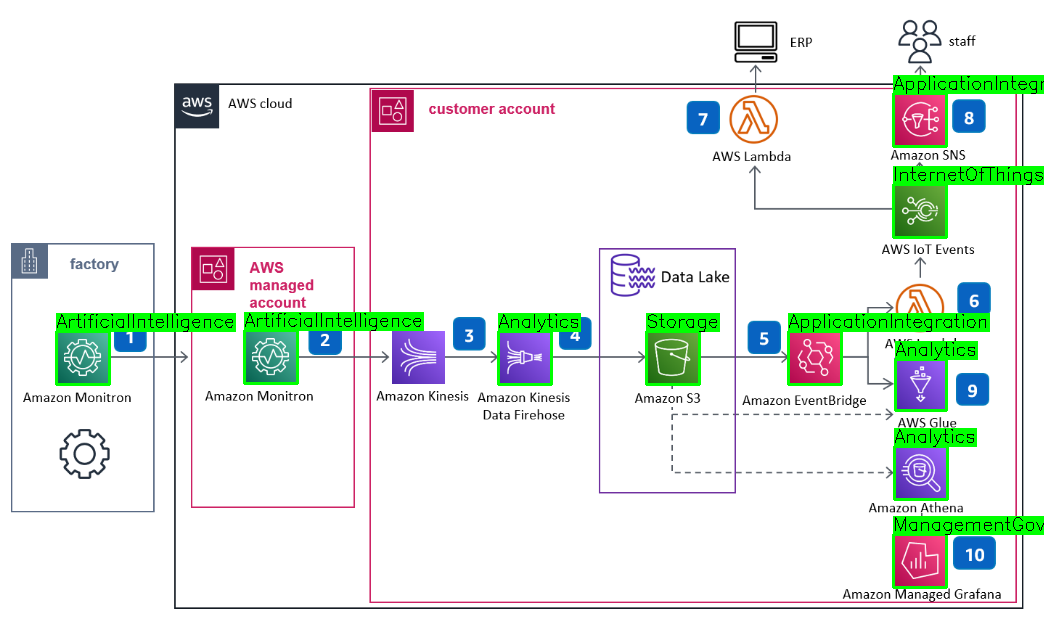 ERP
staff
ApplicationIntegr
aws
AWS cloud
customer account
7
8
AWS Lambda
Amazon SNS
InternetOfThings
AWS IoT Events
factory
AWS
managed
account
Data Lake
6
ArtificialIntelligence
1
ArtificialIntelligence
2
3
Analytics
4
Storage
5
ApplicationIntegration
Analytics
9
Amazon Monitron
Amazon Monitron
Amazon Kinesis
Amazon Kinesis
Data Firehose
Amazon S3
Amazon EventBridge
AWS Glue
Analytics
Amazon Athena
ManagementGov
10
Amazon Managed Grafana